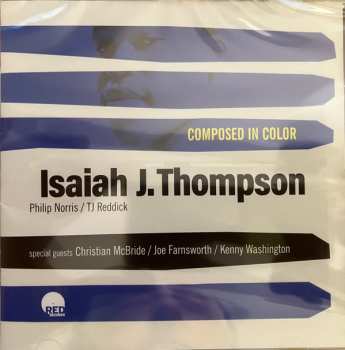 COMPOSED IN COLOR
Isaiah J. Thompson
Philip Norris / TJ Reddick
special guests Christian McBride / Joe Farnsworth / Kenny Washington
RED